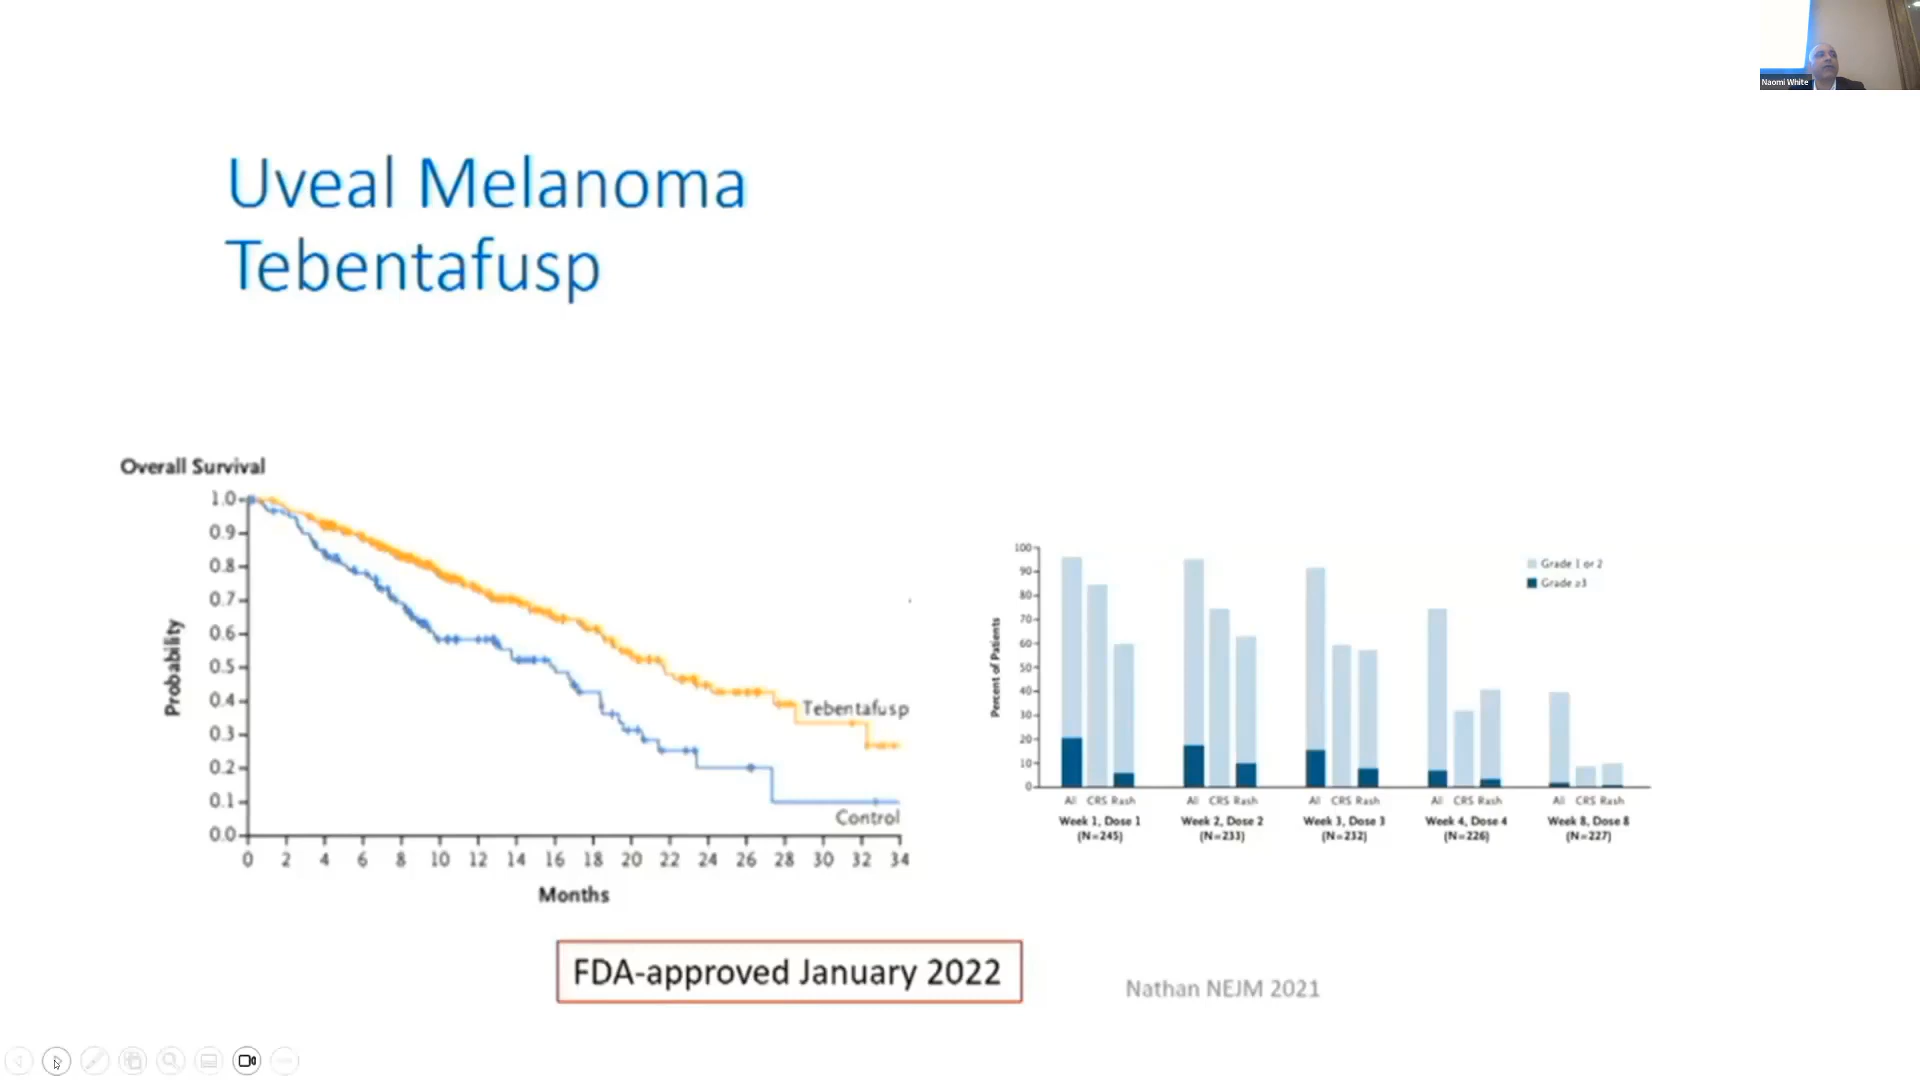 Naomi White
Uveal Melanoma
Tebentafusp
Overall Survival
1.0
0.9
0.8
0.7
0.6
0.5
0.4
0.3
0.2
0.1
0.0
Probability
Tebentafusp
Control
0 2 4 6 8 10 12 14 16 18 20 22 24 26 28 30 32 34
Months
100
90
80
70
60
50
40
30
20
10
0
Percent of Patients
Grade 1 or 2
Grade ≥3
All CRS Rash All CRS Rash All CRS Rash All CRS Rash All CRS Rash
Week 1, Dose 1 Week 2, Dose 2 Week 3, Dose 3 Week 4, Dose 4 Week 8, Dose 8
(N=245) (N=233) (N=232) (N=226) (N=227)
FDA-approved January 2022
Nathan NEJM 2021